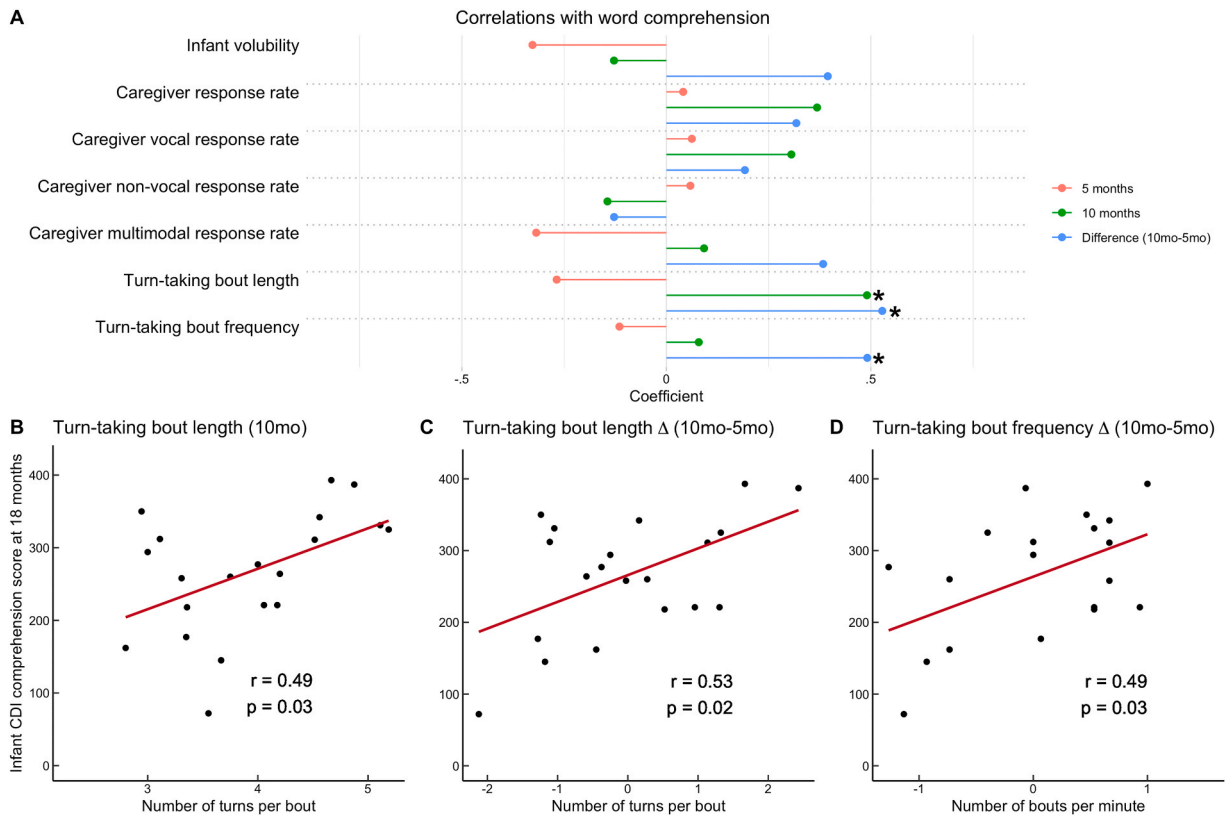 A
Correlations with word comprehension
Infant volubility
Caregiver response rate
Caregiver vocal response rate
Caregiver non-vocal response rate
Caregiver multimodal response rate
Turn-taking bout length
*
*
Turn-taking bout frequency
*
-.5 0 .5
Coefficient
5 months
10 months
Difference (10mo-5mo)
B Turn-taking bout length (10mo)
Infant CDI comprehension score at 18 months
400
300
200
100
0
r = 0.49
p = 0.03
3 4 5
Number of turns per bout
C Turn-taking bout length Δ (10mo-5mo)
400
300
200
100
0
r = 0.53
p = 0.02
-2 -1 0 1 2
Number of turns per bout
D Turn-taking bout frequency Δ (10mo-5mo)
400
300
200
100
0
r = 0.49
p = 0.03
-1 0 1
Number of bouts per minute